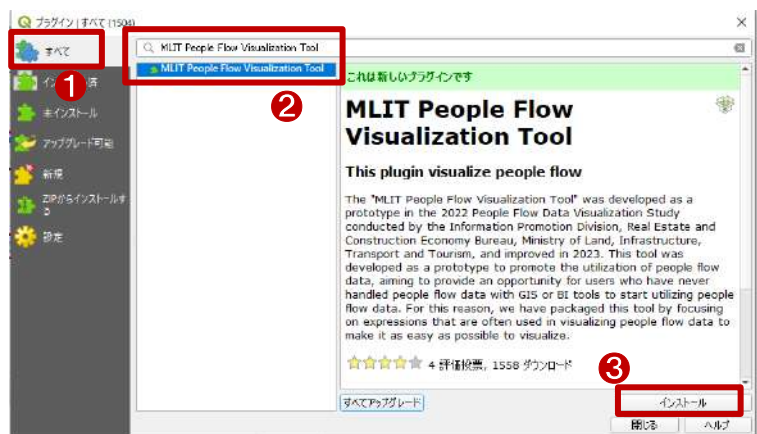 プラグイン | すべて (1504)
すべて
MLIT People Flow Visualization Tool
MLIT People Flow Visualization Tool
1
2
未インストール
アップグレード可能
新規
ZIPからインストールす
る
設定
これは新しいプラグインです
MLIT People Flow
Visualization Tool
This plugin visualize people flow
The "MLIT People Flow Visualization Tool" was developed as a
prototype in the 2022 People Flow Data Visualization Study
conducted by the Information Promotion Division, Real Estate and
Construction Economy Bureau, Ministry of Land, Infrastructure,
Transport and Tourism, and improved in 2023. This tool was
developed as a prototype to promote the utilization of people flow
data, aiming to provide an opportunity for users who have never
handled people flow data with GIS or BI tools to start utilizing people
flow data. For this reason, we have packaged this tool by focusing
on expressions that are often used in visualizing people flow data to
make it as easy as possible to visualize.
4 評価投票, 1558 ダウンロード
3
すべてアップグレード
インストール
閉じる
ヘルプ